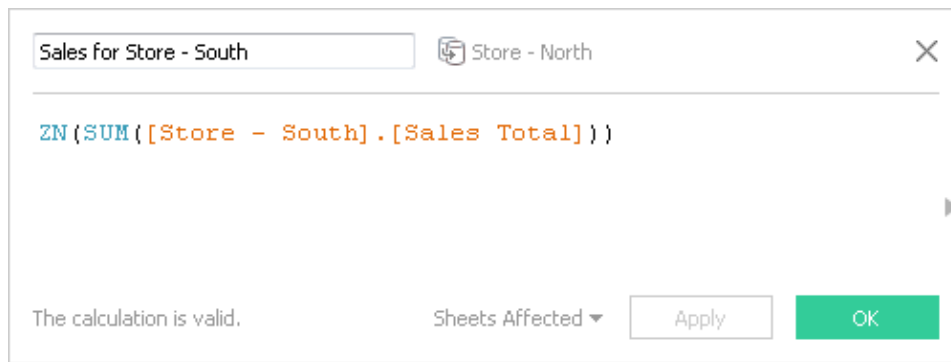 Sales for Store - South
Store - North
ZN(SUM([Store - South].[Sales Total]))
The calculation is valid.
Sheets Affected
Apply
OK